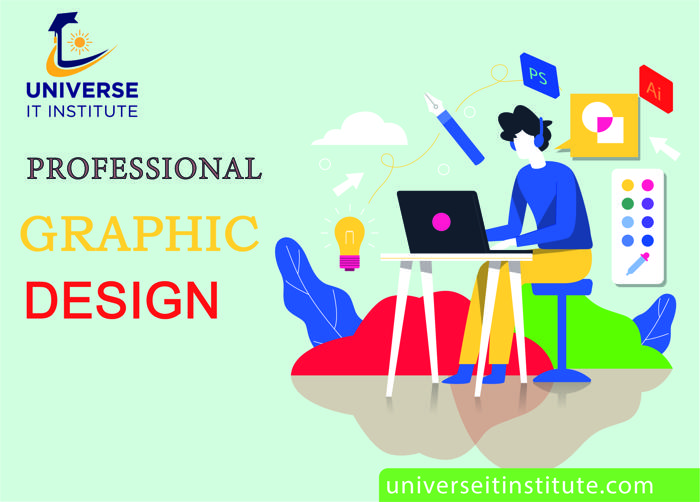 UNIVERSE
IT INSTITUTE
PROFESSIONAL
GRAPHIC
DESIGN
PS
Ai
universeitinstitute.com